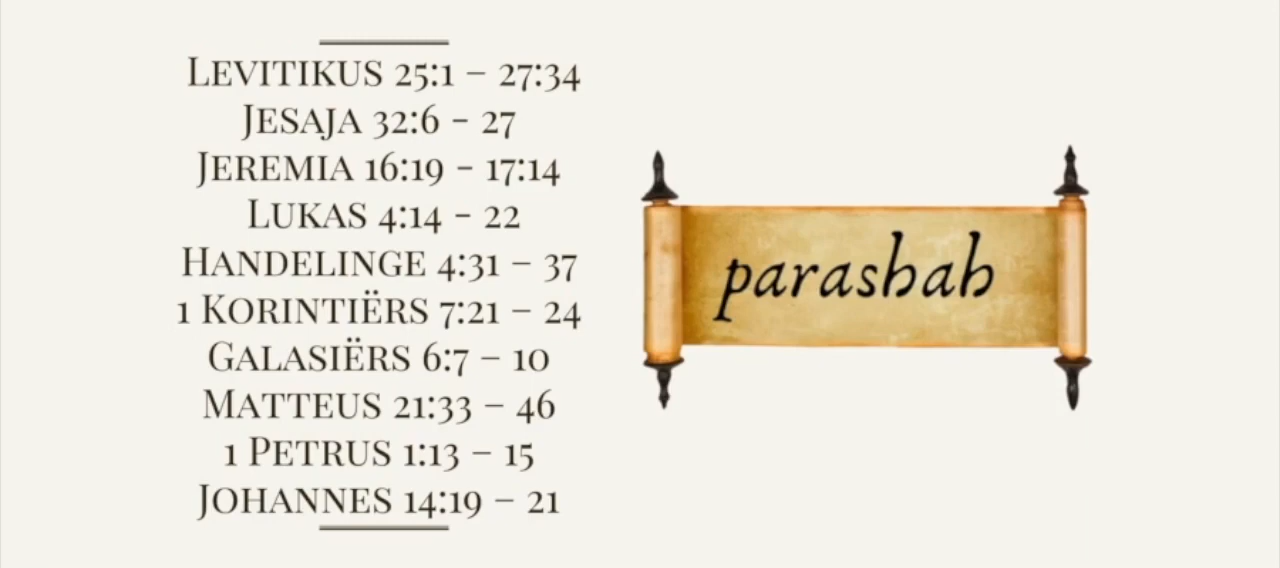 Levitikus 25:1 – 27:34
Jesaja 32:6 - 27
Jeremia 16:19 - 17:14
Lukas 4:14 - 22
Handelinge 4:31 – 37
1 Korintiërs 7:21 – 24
Galasiërs 6:7 – 10
Matteus 21:33 – 46
1 Petrus 1:13 – 15
Johannes 14:19 – 21
parashah